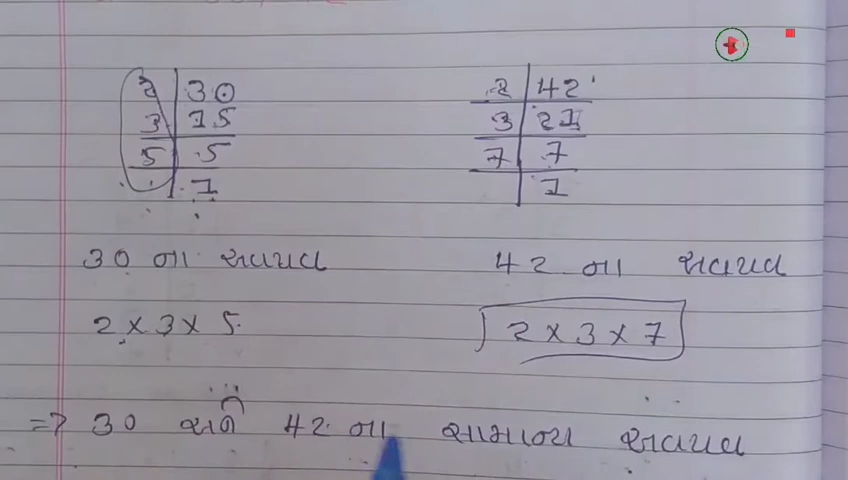 2 | 30
3 | 15
5 | 5
1
2 | 42
3 | 21
7 | 7
1
30 ના અવયવ
42 ના અવયવ
2 × 3 × 5
2 × 3 × 7
=> 30 અને 42 ના સામાન્ય અવયવ